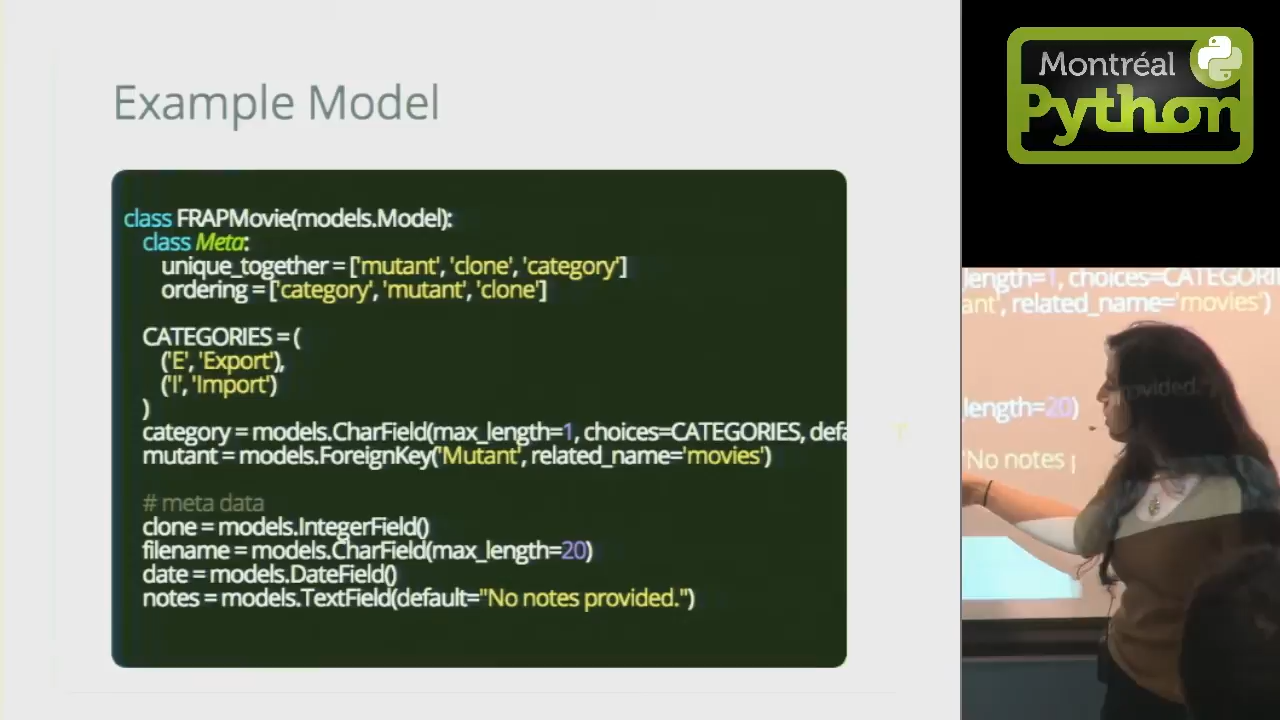 Example Model
class FRAPMovie(models.Model):
class Meta:
unique_together = ['mutant', 'clone', 'category']
ordering = ['category', 'mutant', 'clone']
CATEGORIES = (
('E', 'Export'),
('I', 'Import')
)
category = models.CharField(max_length=1, choices=CATEGORIES, defa
mutant = models.ForeignKey('Mutant', related_name='movies')
# meta data
clone = models.IntegerField()
filename = models.CharField(max_length=20)
date = models.DateField()
notes = models.TextField(default="No notes provided.")
Montréal
Python
length=1, choices=CATEGORI
ant', related_name='movies')
provided."
length=20)
"No notes p